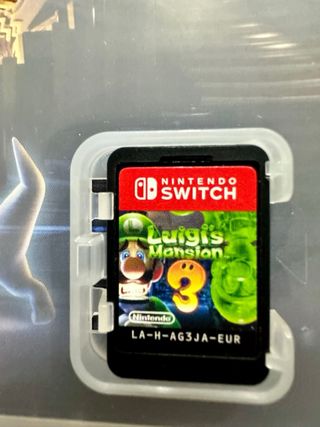 NINTENDO
SWITCH
Luigi's
Mansion
3
Nintendo
LA-H-AG3JA-EUR